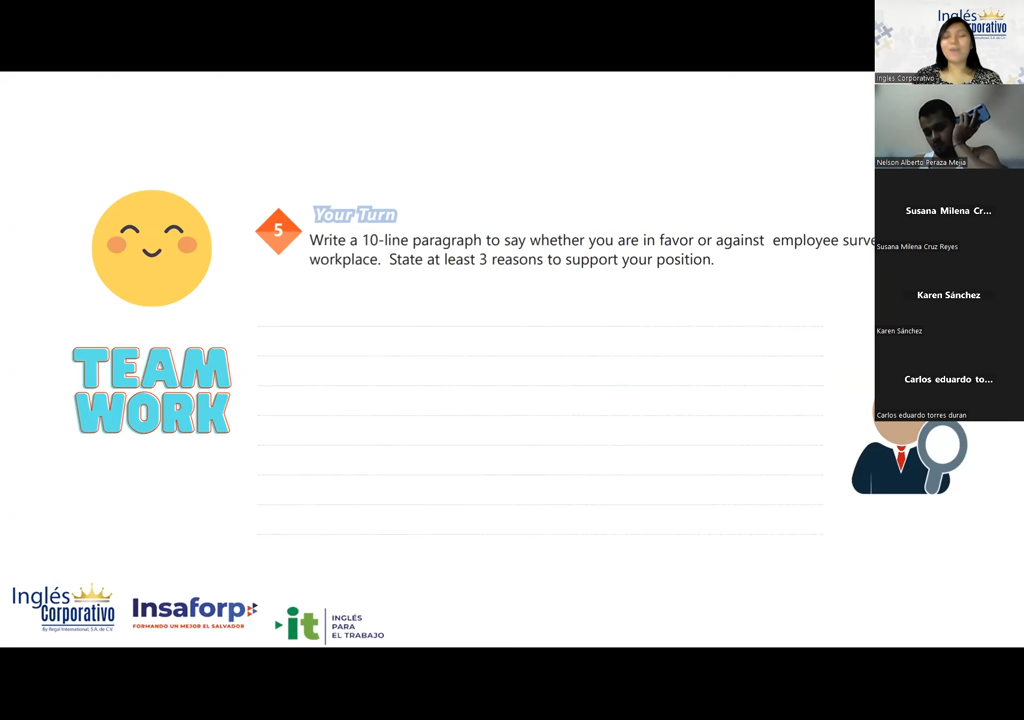 Your Turn
5
Write a 10-line paragraph to say whether you are in favor or against employee surve
workplace. State at least 3 reasons to support your position.
TEAM
WORK
Inglés
Corporativo
By Regal International, S.A. de C.V.
Insaforp
FORMANDO UN MEJOR EL SALVADOR
it
INGLÉS
PARA
EL TRABAJO
Inglés
orporativo
Inglés Corporativo
Nelson Alberto Peraza Mejia
Susana Milena Cr...
Susana Milena Cruz Reyes
Karen Sánchez
Karen Sánchez
Carlos eduardo to...
Carlos eduardo torres duran